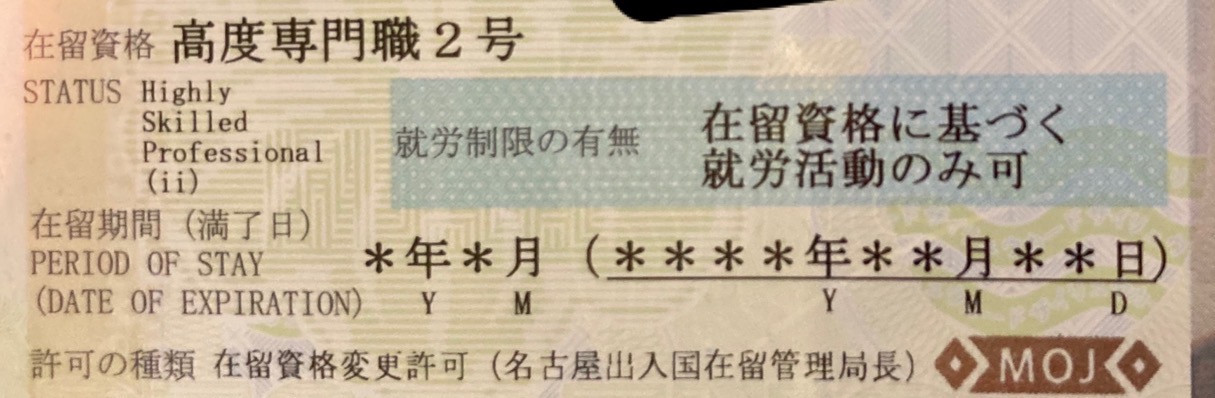 在留資格 高度専門職2号
STATUS Highly
Skilled
Professional
(ii)
就労制限の有無
在留資格に基づく
就労活動のみ可
在留期間(満了日)
PERIOD OF STAY
(DATE OF EXPIRATION)
*年*月 (****年**月**日)
Y M Y M D
許可の種類 在留資格変更許可(名古屋出入国在留管理局長)
MOJ